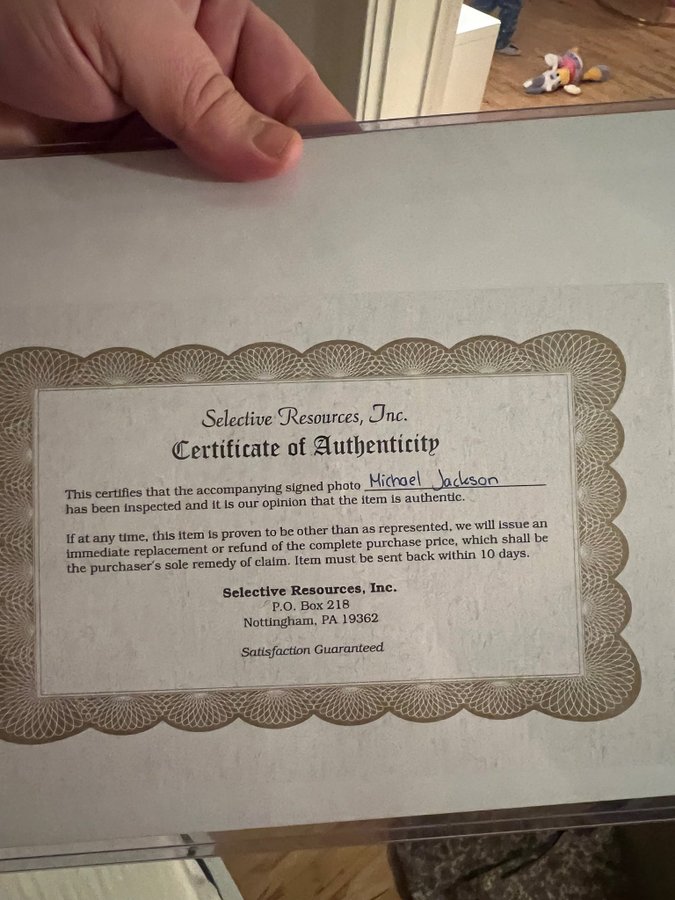 Selective Resources, Inc.
Certificate of Authenticity
This certifies that the accompanying signed photo Michael Jackson
has been inspected and it is our opinion that the item is authentic.
If at any time, this item is proven to be other than as represented, we will issue an
immediate replacement or refund of the complete purchase price, which shall be
the purchaser's sole remedy of claim. Item must be sent back within 10 days.
Selective Resources, Inc.
P.O. Box 218
Nottingham, PA 19362
Satisfaction Guaranteed